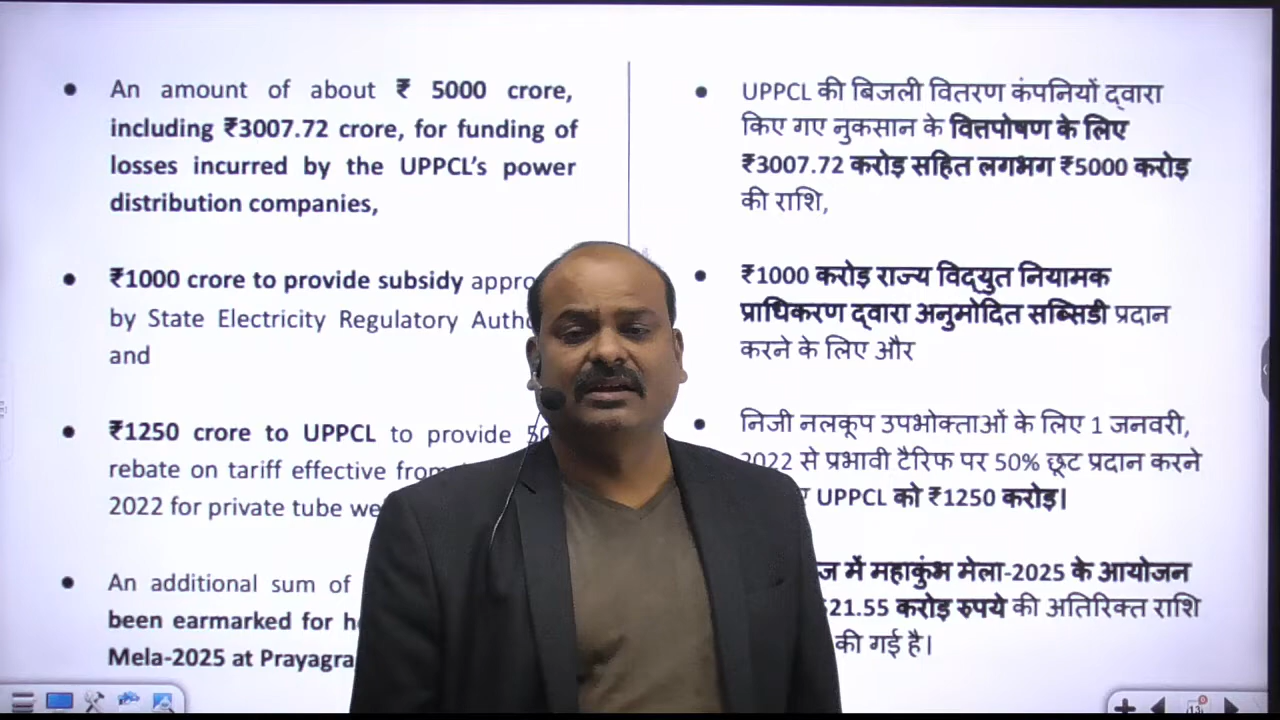 An amount of about ₹ 5000 crore,
including ₹3007.72 crore, for funding of
losses incurred by the UPPCL's power
distribution companies,
₹1000 crore to provide subsidy
by State Electricity Regulatory
and
₹1250 crore to UPPCL to provide
rebate on tariff effective from
2022 for private tube
An additional sum of
been earmarked for
Mela-2025 at
UPPCL की बिजली वितरण कंपनियों द्वारा
किए गए नुकसान के वित्तपोषण के लिए
₹3007.72 करोड़ सहित लगभग ₹5000 करोड़
की राशि,
₹1000 करोड़ राज्य विद्युत नियामक
प्राधिकरण द्वारा अनुमोदित सब्सिडी प्रदान
करने के लिए और
निजी नलकूप उपभोक्ताओं के लिए 1 जनवरी,
2022 से प्रभावी टैरिफ पर 50% छूट प्रदान करने
UPPCL को ₹1250 करोड़।
में महाकुंभ मेला-2025 के आयोजन
21.55 करोड़ रुपये की अतिरिक्त राशि
की गई है।
13